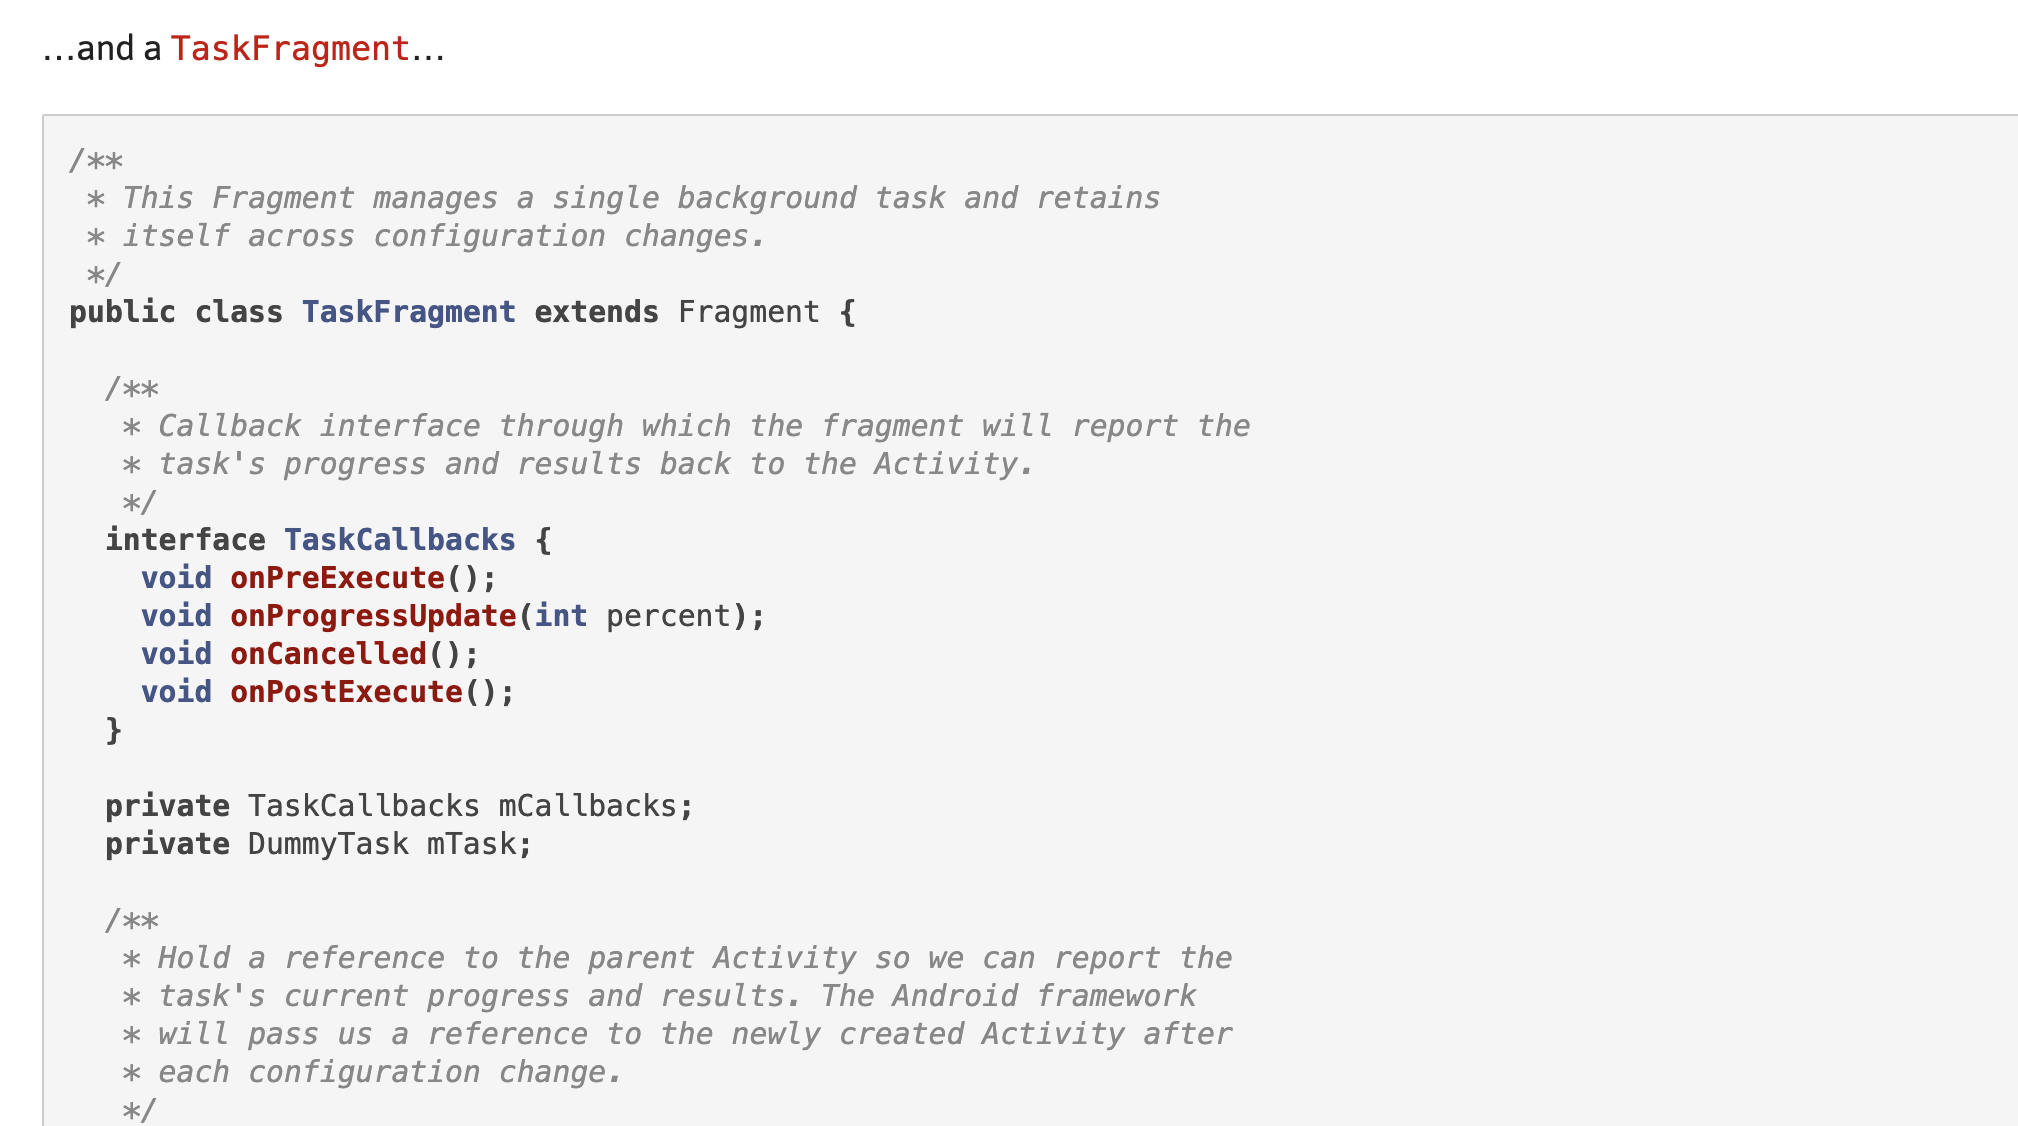 ...and a TaskFragment...
/**
 * This Fragment manages a single background task and retains
 * itself across configuration changes.
 */
public class TaskFragment extends Fragment {
  /**
   * Callback interface through which the fragment will report the
   * task's progress and results back to the Activity.
   */
  interface TaskCallbacks {
    void onPreExecute();
    void onProgressUpdate(int percent);
    void onCancelled();
    void onPostExecute();
  }
  private TaskCallbacks mCallbacks;
  private DummyTask mTask;
  /**
   * Hold a reference to the parent Activity so we can report the
   * task's current progress and results. The Android framework
   * will pass us a reference to the newly created Activity after
   * each configuration change.
   */